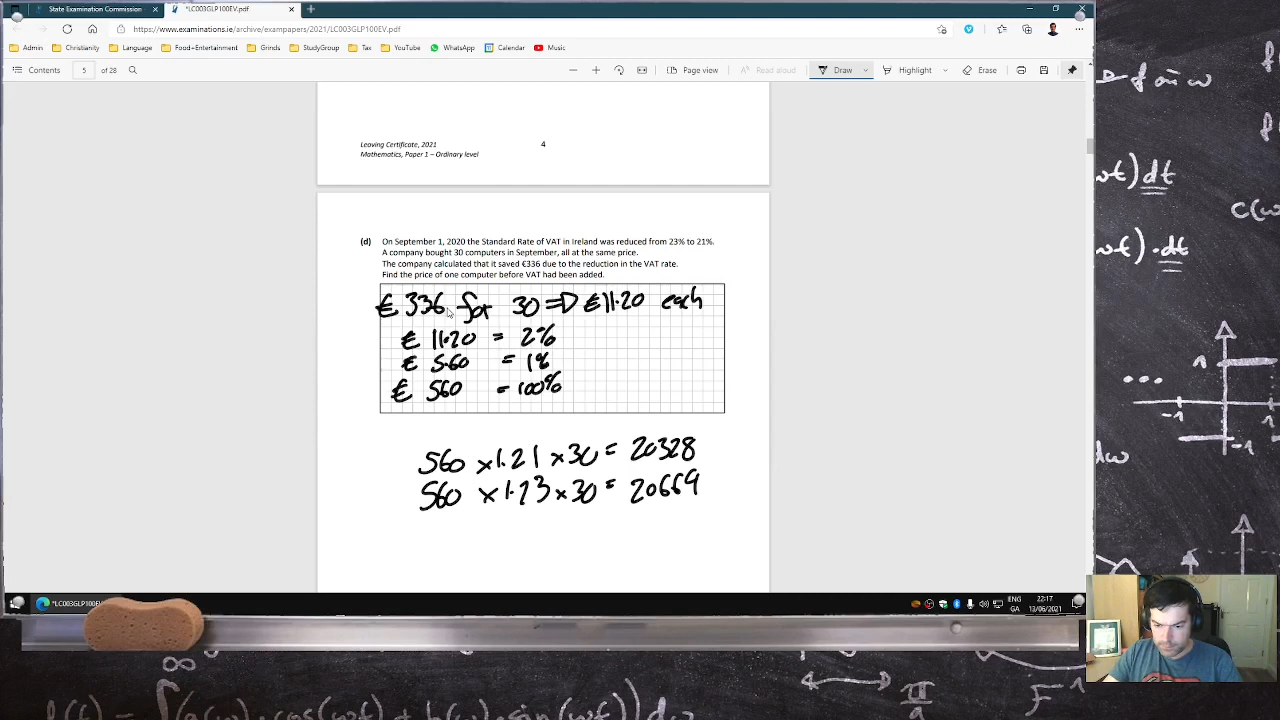 State Examination Commission
*LC003GLP100EV.pdf
https://www.examinations.ie/archive/exampapers/2021/LC003GLP100EV.pdf
Admin Christianity Language Food+Entertainment Grinds StudyGroup Tax YouTube WhatsApp Calendar Music
Contents 5 of 28 Page view Read aloud Draw Highlight Erase
Leaving Certificate, 2021 4
Mathematics, Paper 1 – Ordinary level
(d) On September 1, 2020 the Standard Rate of VAT in Ireland was reduced from 23% to 21%.
A company bought 30 computers in September, all at the same price.
The company calculated that it saved €336 due to the reduction in the VAT rate.
Find the price of one computer before VAT had been added.
€ 336 for 30 => €11.20 each
€ 11.20 = 2%
€ 5.60 = 1%
€ 560 = 100%
560 x 1.21 x 30 = 20328
560 x 1.23 x 30 = 20664
*LC003GLP100EV
ENG
GA
22:17
13/06/2021